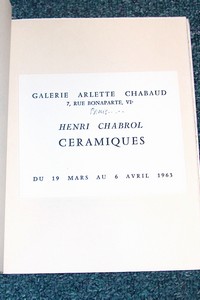 GALERIE ARLETTE CHABAUD
7, RUE BONAPARTE, VIe
HENRI CHABROL
CERAMIQUES
DU 19 MARS AU 6 AVRIL 1963